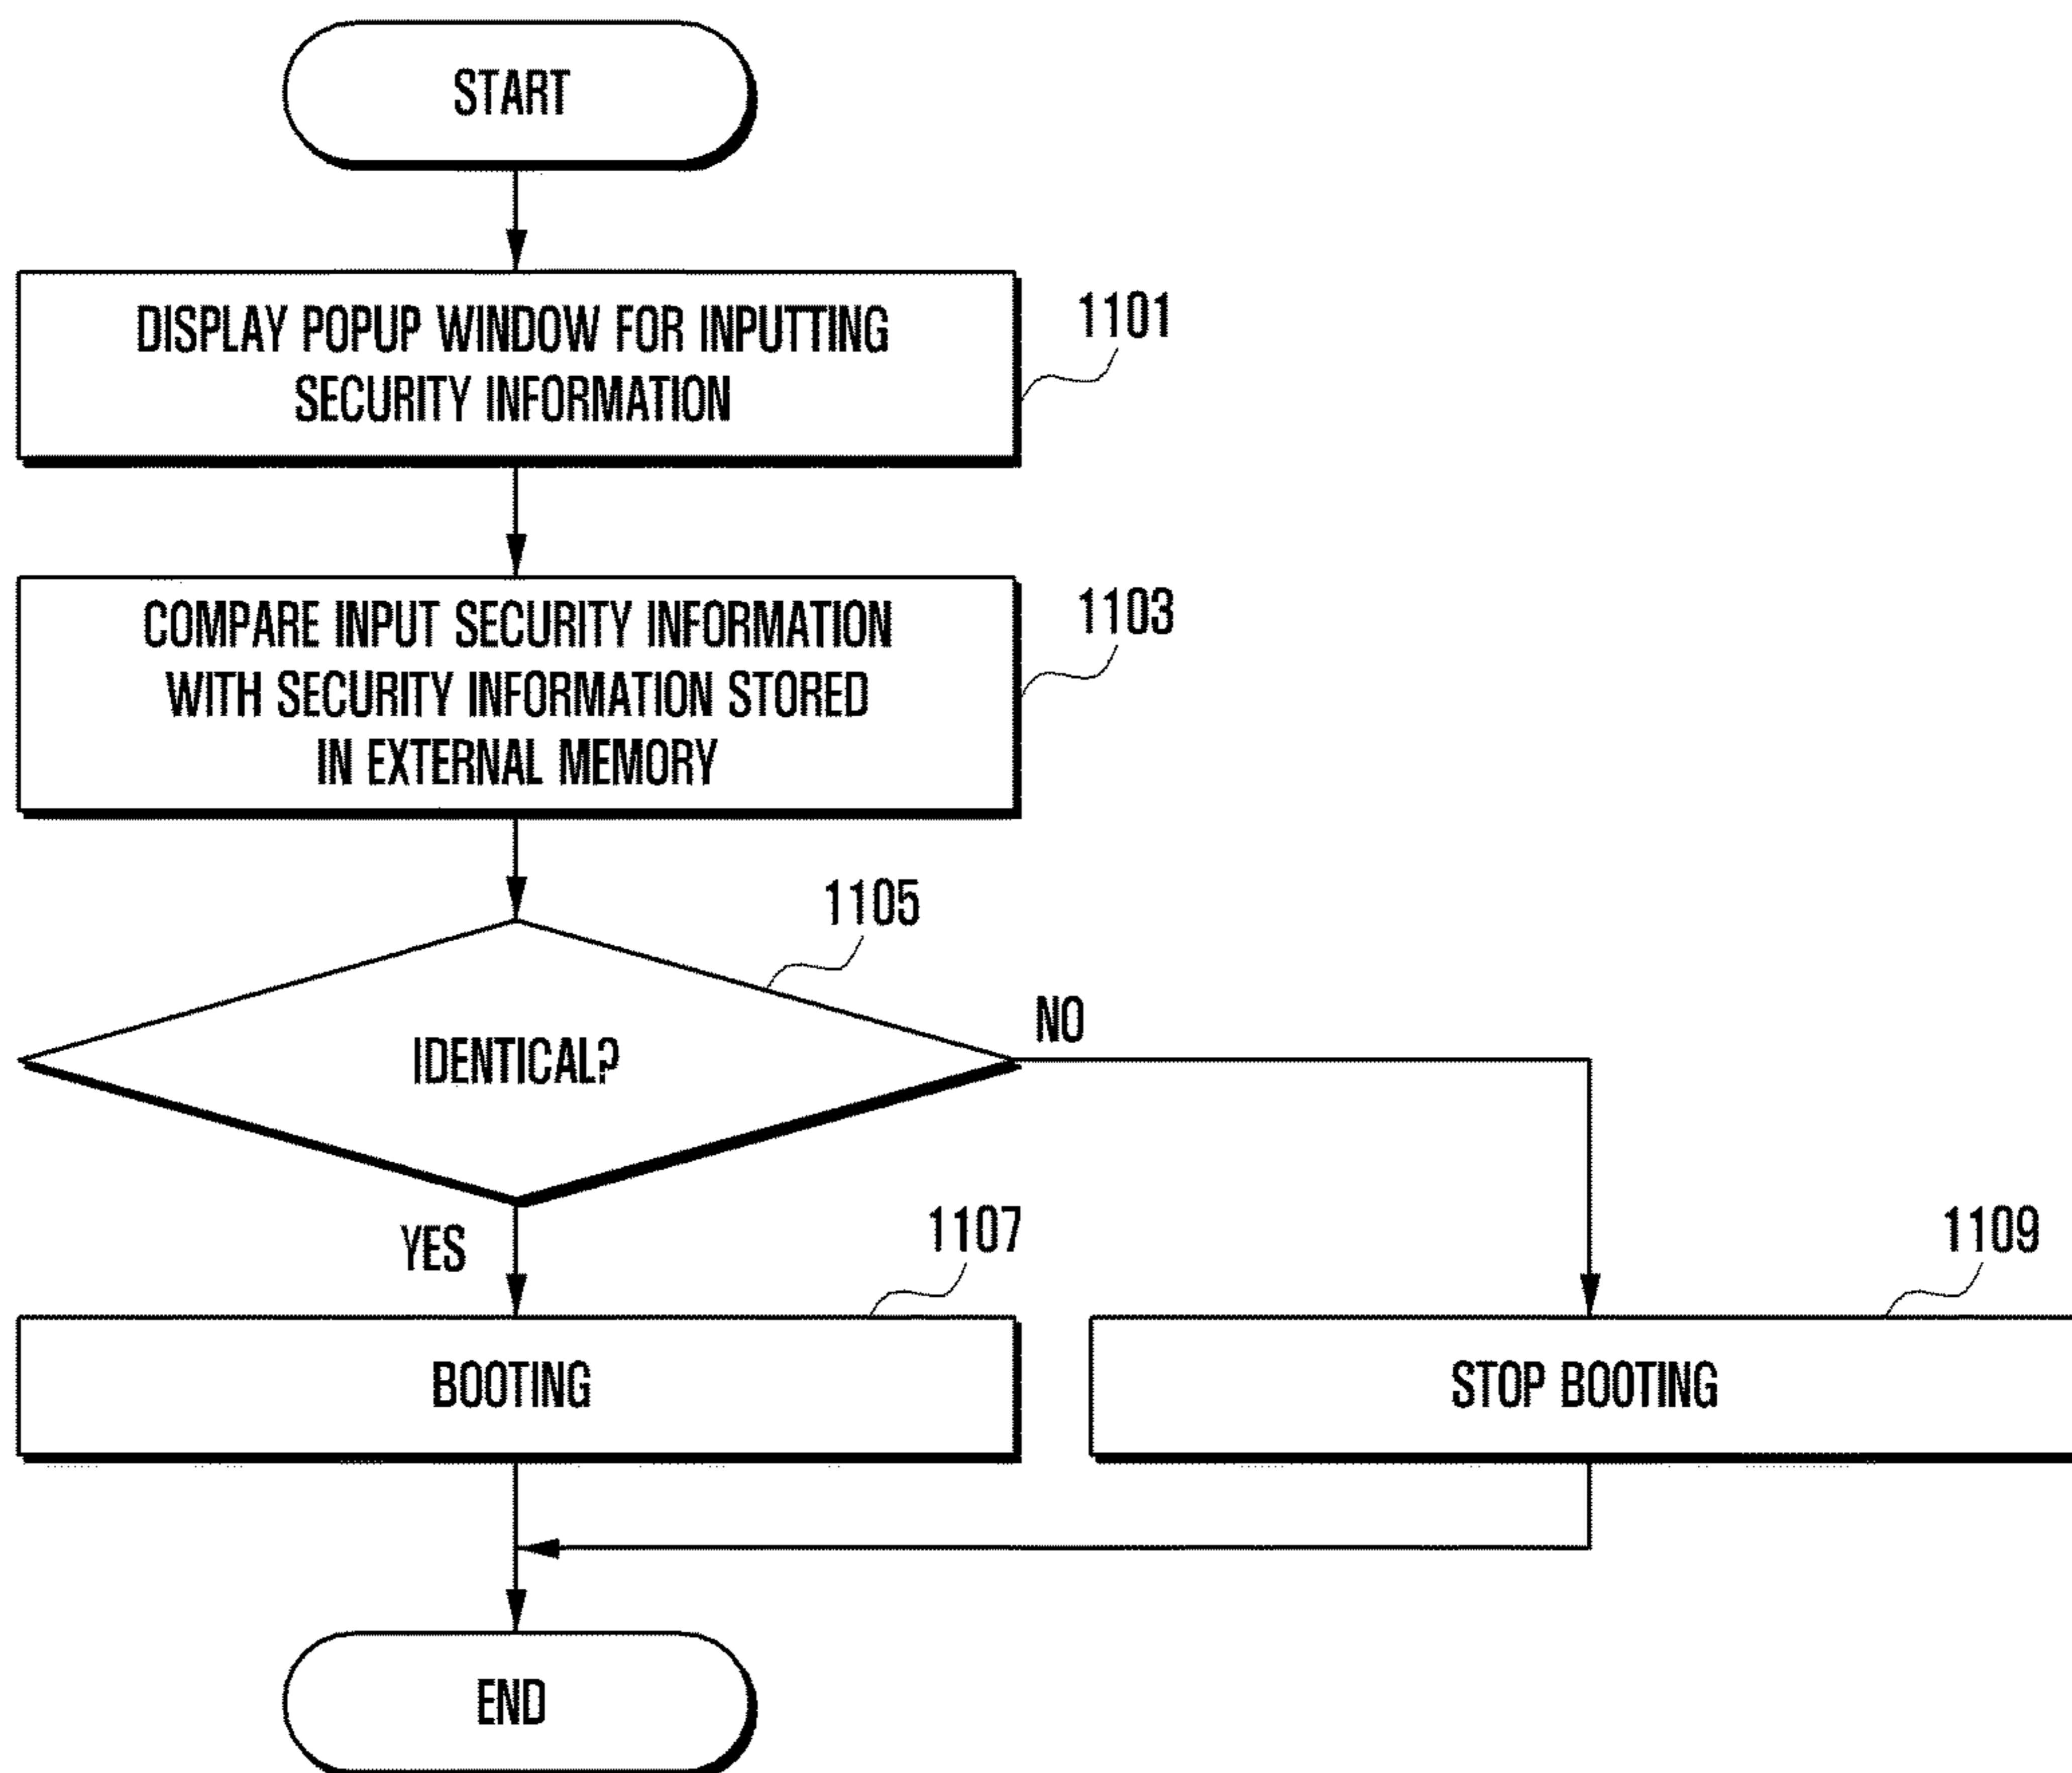 START
DISPLAY POPUP WINDOW FOR INPUTTING
SECURITY INFORMATION
1101
COMPARE INPUT SECURITY INFORMATION
WITH SECURITY INFORMATION STORED
IN EXTERNAL MEMORY
1103
1105
IDENTICAL?
NO
YES
1107
BOOTING
1109
STOP BOOTING
END